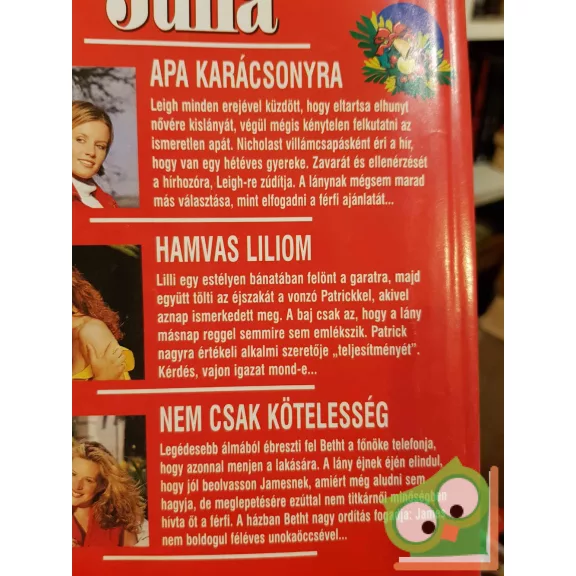 Júlia
APA KARÁCSONYRA
Leigh minden erejével küzdött, hogy eltartsa elhunyt
nővére kislányát, végül mégis kénytelen felkutatni az
ismeretlen apát. Nicholast villámcsapásként éri a hír,
hogy van egy hétéves gyereke. Zavarát és ellenérzését
a hírhozóra, Leigh-re zúdítja. A lánynak mégsem marad
más választása, mint elfogadni a férfi ajánlatát...
HAMVAS LILIOM
Lilli egy estélyen bánatában felönt a garatra, majd
együtt tölti az éjszakát a vonzó Patrickkel, akivel
aznap ismerkedett meg. A baj csak az, hogy a lány
másnap reggel semmire sem emlékszik. Patrick
nagyra értékeli alkalmi szeretője „teljesítményét”.
Kérdés, vajon igazat mond-e...
NEM CSAK KÖTELESSÉG
Legédesebb álmából ébreszti fel Betht a főnöke telefonja,
hogy azonnal menjen a lakására. A lány éjnek éjén elindul,
hogy jól beolvasson Jamesnek, amiért még aludni sem
hagyja, de meglepetésére ezúttal nem titkárnői minőségben
hívta őt a férfi. A házban Betht nagy ordítás fogadja: James
nem boldogul féléves unokaöccsével...